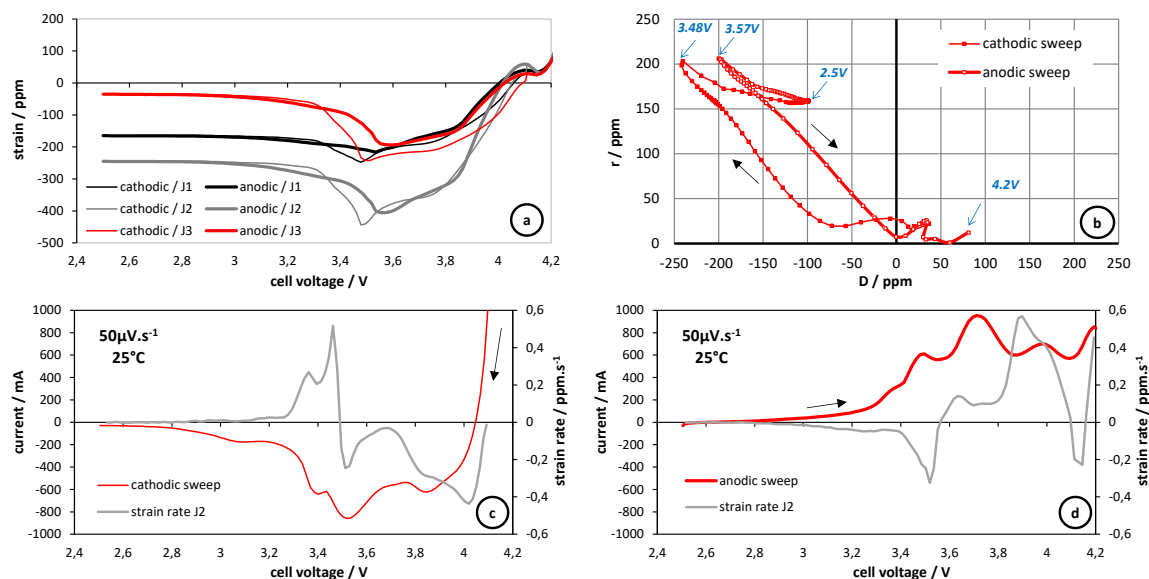 200
100
0
-100
-200
-300
-400
-500
strain / ppm
2,4 2,6 2,8 3 3,2 3,4 3,6 3,8 4 4,2
cell voltage / V
cathodic / J1 anodic / J1
cathodic / J2 anodic / J2
cathodic / J3 anodic / J3
a
250
200
150
100
50
0
r / ppm
-250 -200 -150 -100 -50 0 50 100 150 200 250
D / ppm
3.48V 3.57V
2.5V
4.2V
cathodic sweep
anodic sweep
b
1000
800
600
400
200
0
-200
-400
-600
-800
-1000
current / mA
50µV.s⁻¹
25°C
0,6
0,4
0,2
0
-0,2
-0,4
-0,6
strain rate / ppm.s⁻¹
cathodic sweep
strain rate J2
c
2,4 2,6 2,8 3 3,2 3,4 3,6 3,8 4 4,2
cell voltage / V
1000
800
600
400
200
0
-200
-400
-600
-800
-1000
current / mA
50µV.s⁻¹
25°C
0,6
0,4
0,2
0
-0,2
-0,4
-0,6
strain rate / ppm.s⁻¹
anodic sweep
strain rate J2
d
2,4 2,6 2,8 3 3,2 3,4 3,6 3,8 4 4,2
cell voltage / V